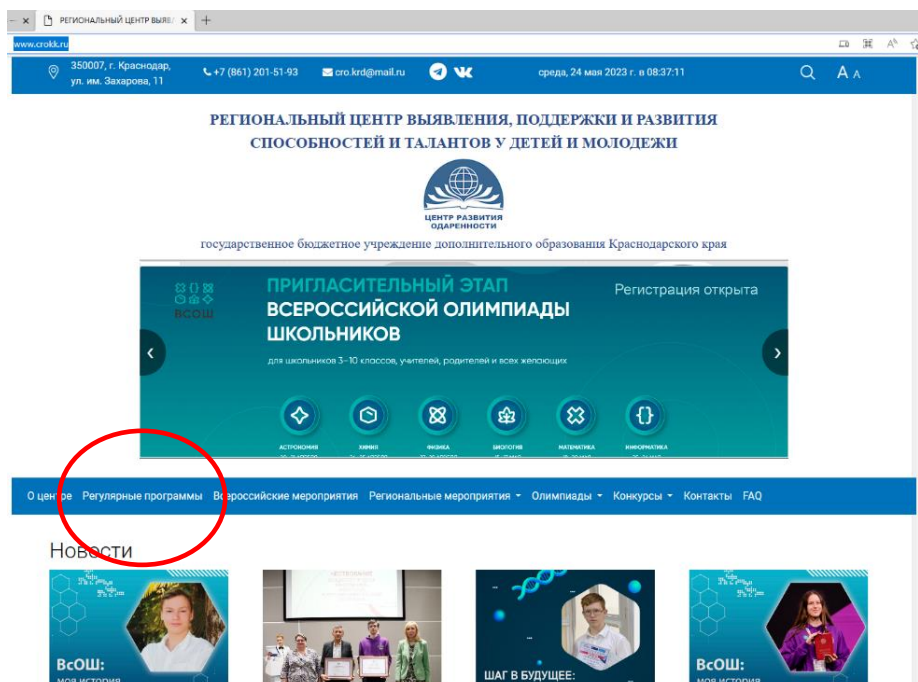 РЕГИОНАЛЬНЫЙ ЦЕНТР ВЫЯВ
www.crokk.ru
350007, г. Краснодар,
ул. им. Захарова, 11
+7 (861) 201-51-93
cro.krd@mail.ru
среда, 24 мая 2023 г. в 08:37:11
A A
РЕГИОНАЛЬНЫЙ ЦЕНТР ВЫЯВЛЕНИЯ, ПОДДЕРЖКИ И РАЗВИТИЯ
СПОСОБНОСТЕЙ И ТАЛАНТОВ У ДЕТЕЙ И МОЛОДЕЖИ
ЦЕНТР РАЗВИТИЯ
ОДАРЕННОСТИ
государственное бюджетное учреждение дополнительного образования Краснодарского края
ВСОШ
ПРИГЛАСИТЕЛЬНЫЙ ЭТАП
ВСЕРОССИЙСКОЙ ОЛИМПИАДЫ
ШКОЛЬНИКОВ
Регистрация открыта
для школьников 3–10 классов, учителей, родителей и всех желающих
АСТРОНОМИЯ ХИМИЯ ФИЗИКА БИОЛОГИЯ МАТЕМАТИКА ИНФОРМАТИКА
О центре Регулярные программы Всероссийские мероприятия Региональные мероприятия Олимпиады Конкурсы Контакты FAQ
Новости
ВсОШ:
моя история
ШАГ В БУДУЩЕЕ:
ВсОШ:
моя история